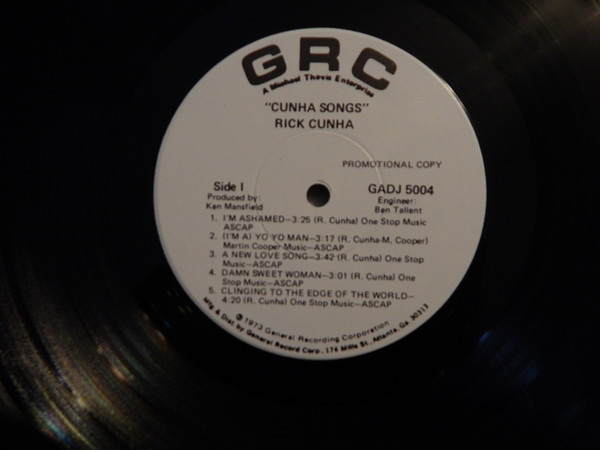 GRC
A Michael Thevis Enterprise
"CUNHA SONGS"
RICK CUNHA
PROMOTIONAL COPY
Side I
GADJ 5004
Produced by:
Ken Mansfield
Engineer:
Ben Tallent
1. I'M ASHAMED—3:25 (R. Cunha) One Stop Music
ASCAP
2. (I'M A) YO YO MAN—3:17 (R. Cunha-M, Cooper)
Martin Cooper Music—ASCAP
3. A NEW LOVE SONG—3:42 (R. Cunha) One Stop
Music—ASCAP
4. DAMN SWEET WOMAN—3:01 (R. Cunha) One
Stop Music—ASCAP
5. CLINGING TO THE EDGE OF THE WORLD—
4:20 (R. Cunha) One Stop Music—ASCAP
℗ 1973 General Recording Corporation
Mfg & Dist. by General Record Corp., 174 Mills St., Atlanta, Ga 30313